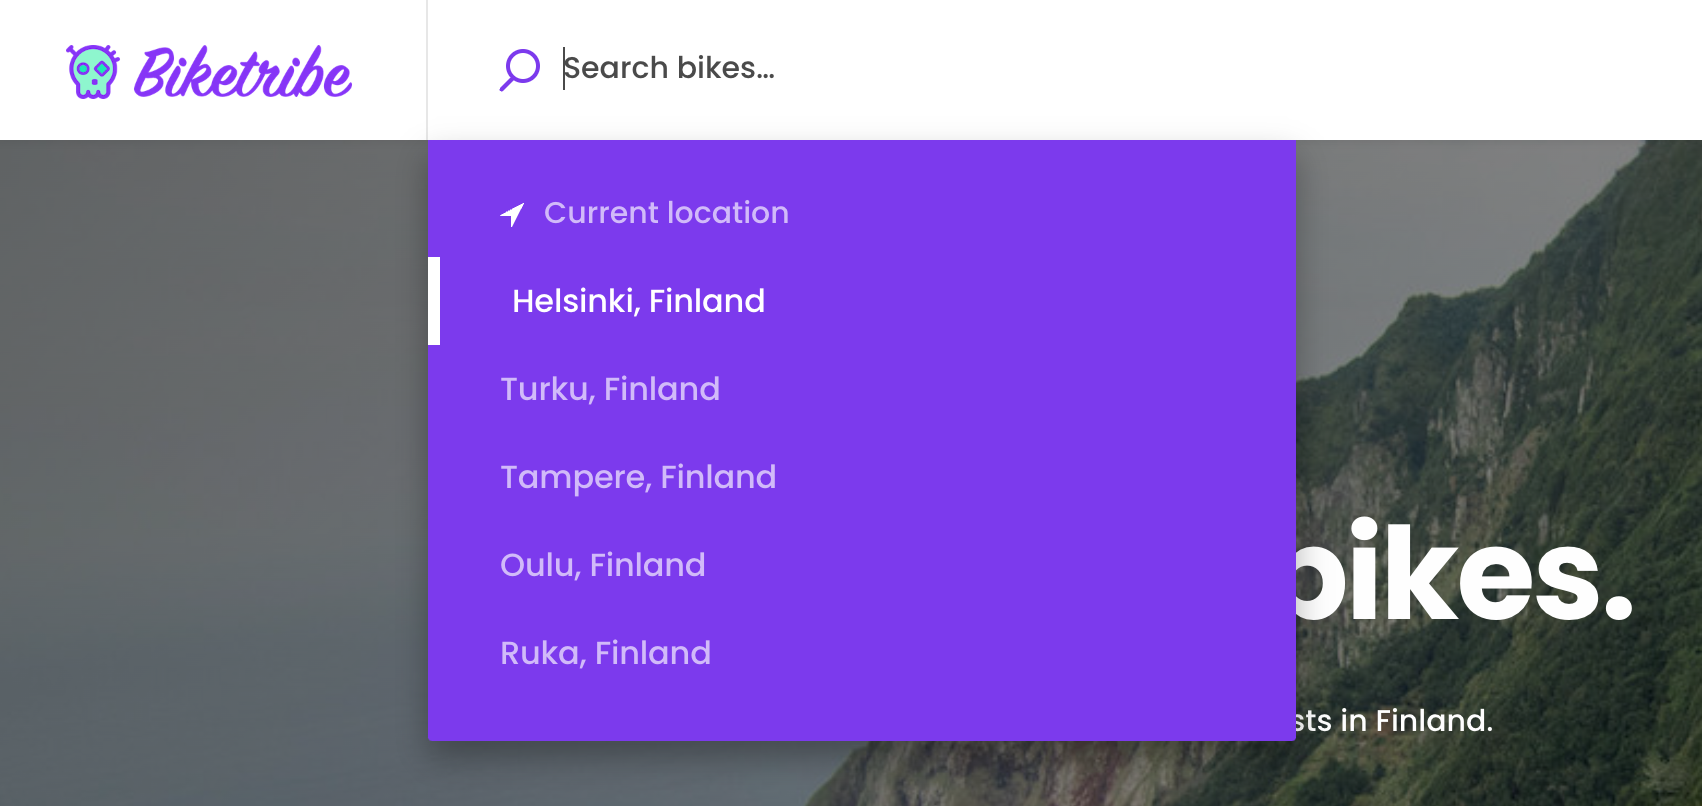 Biketribe
Search bikes...
Current location
Helsinki, Finland
Turku, Finland
Tampere, Finland
Oulu, Finland
Ruka, Finland
bikes.
sts in Finland.